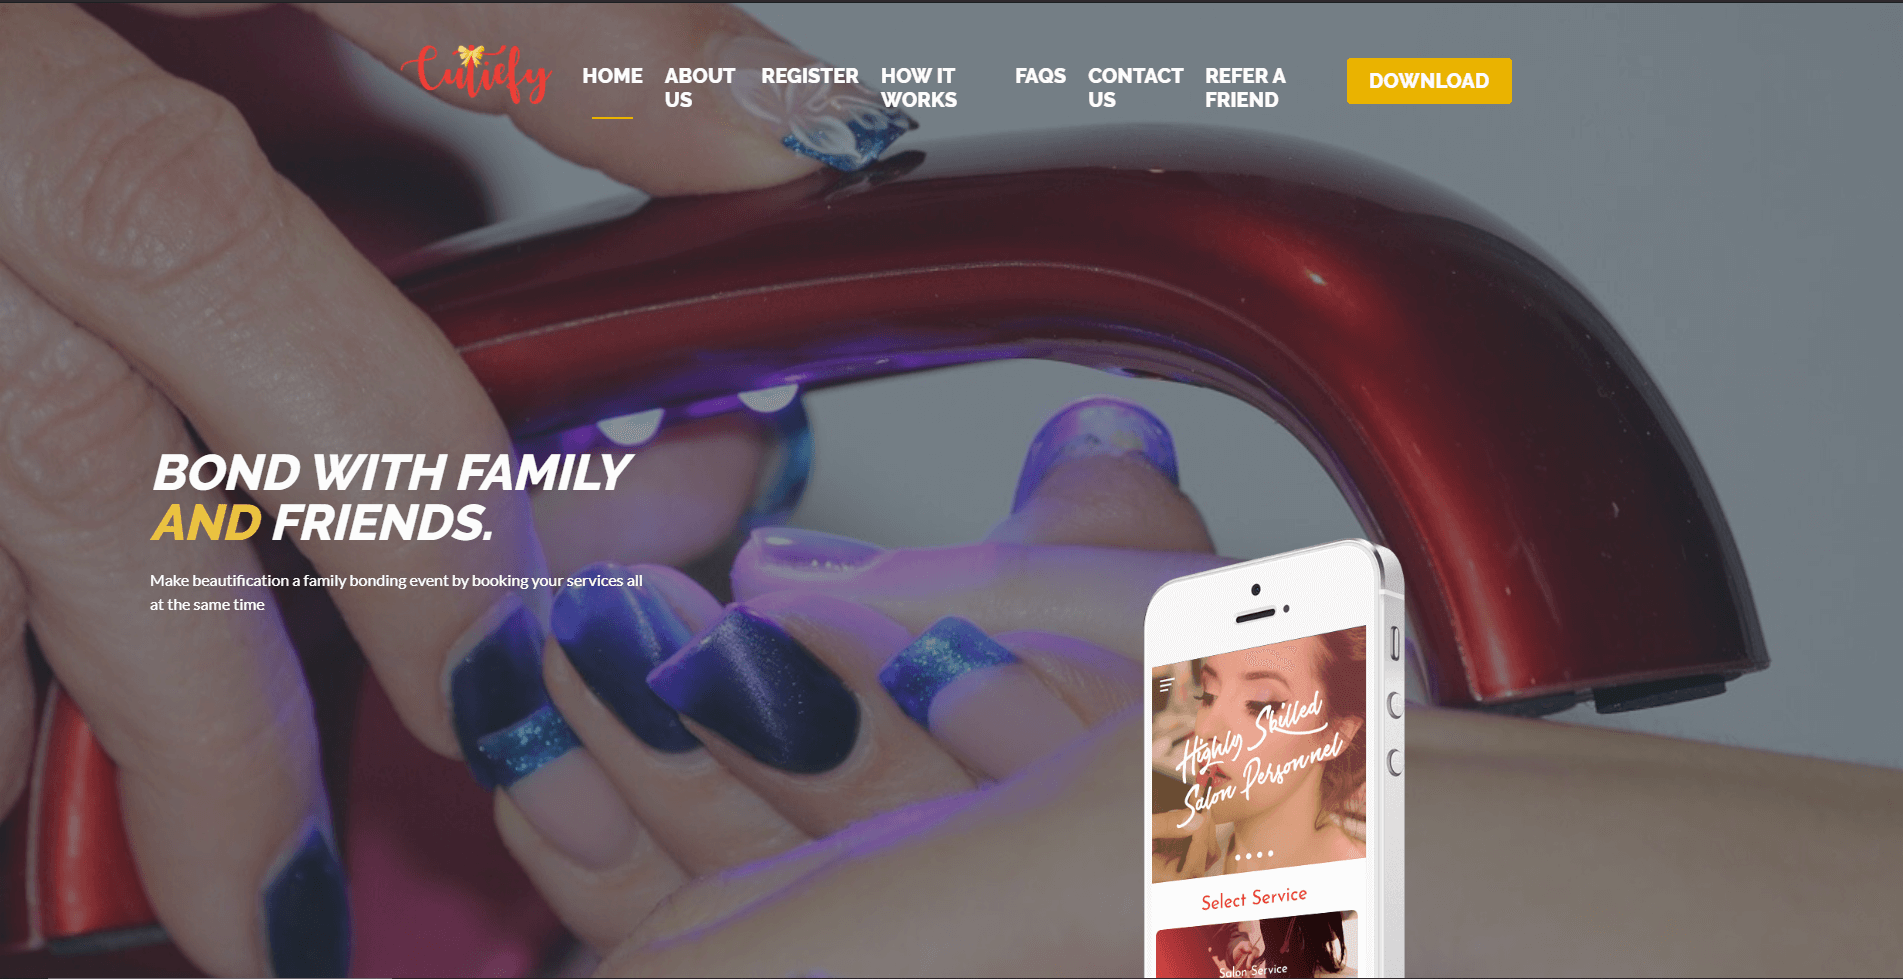 Cutiefy
HOME
ABOUT
US
REGISTER
HOW IT
WORKS
FAQS
CONTACT
US
REFER A
FRIEND
DOWNLOAD
BOND WITH FAMILY
AND FRIENDS.
Make beautification a family bonding event by booking your services all
at the same time
Highly Skilled
Salon Personnel
Select Service
Salon Service